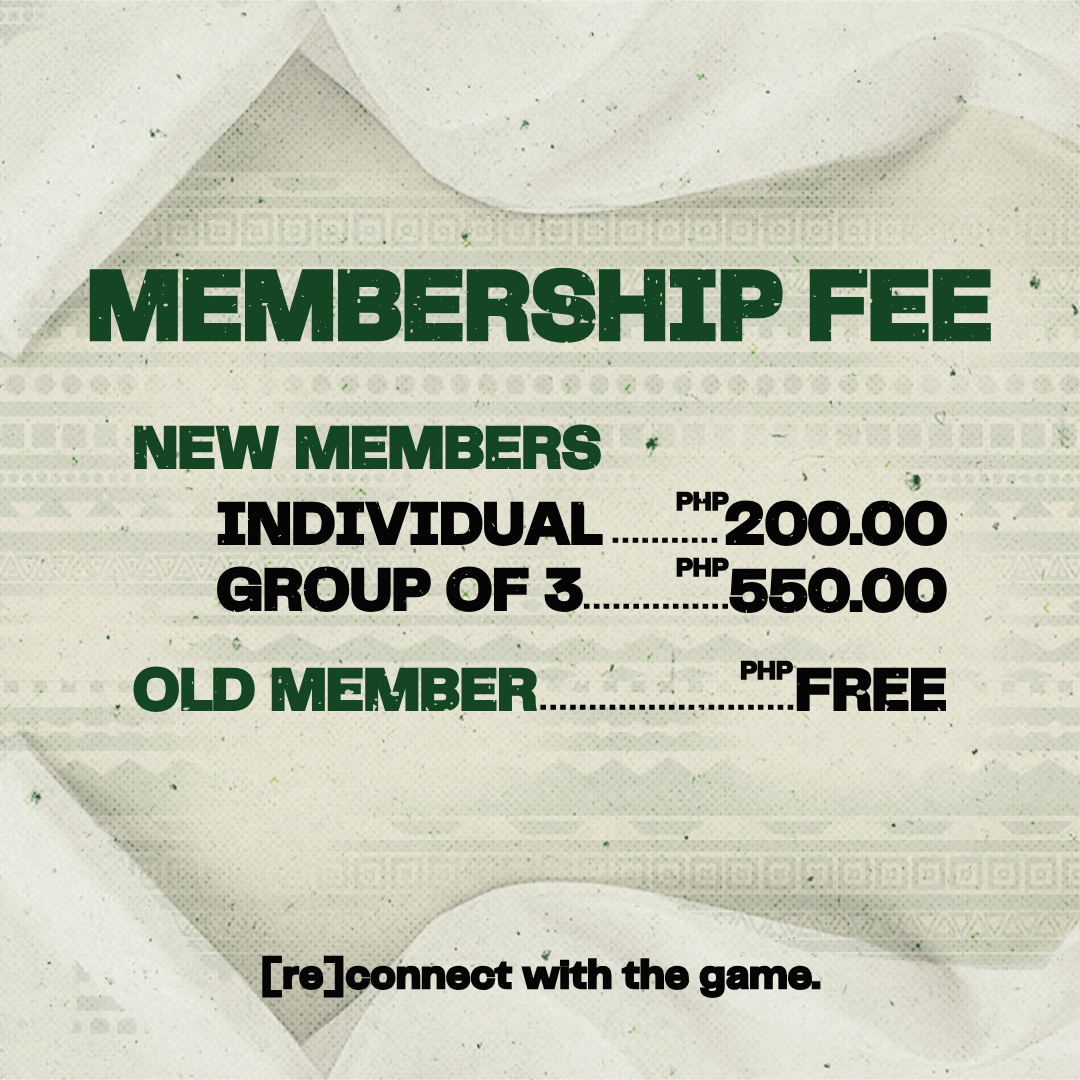 MEMBERSHIP FEE
NEW MEMBERS
INDIVIDUAL ........... PHP200.00
GROUP OF 3...............PHP550.00
OLD MEMBER..........................PHPFREE
[re]connect with the game.